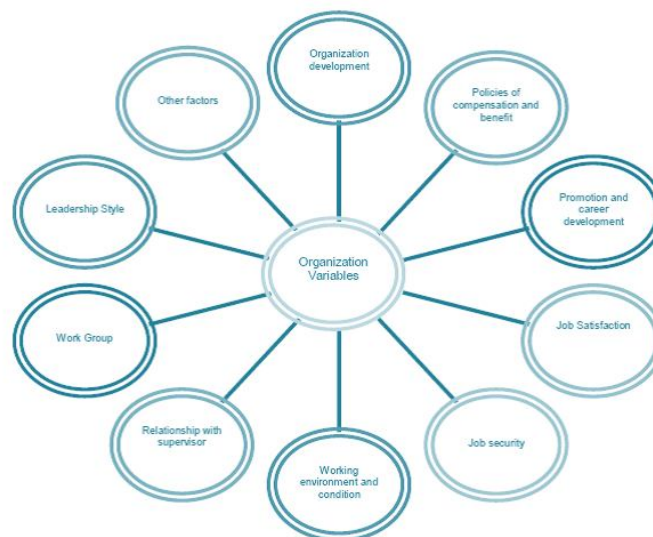 Organization
development
Policies of
compensation and
benefit
Promotion and
career
development
Job Satisfaction
Job security
Working
environment and
condition
Relationship with
supervisor
Work Group
Leadership Style
Other factors
Organization
Variables